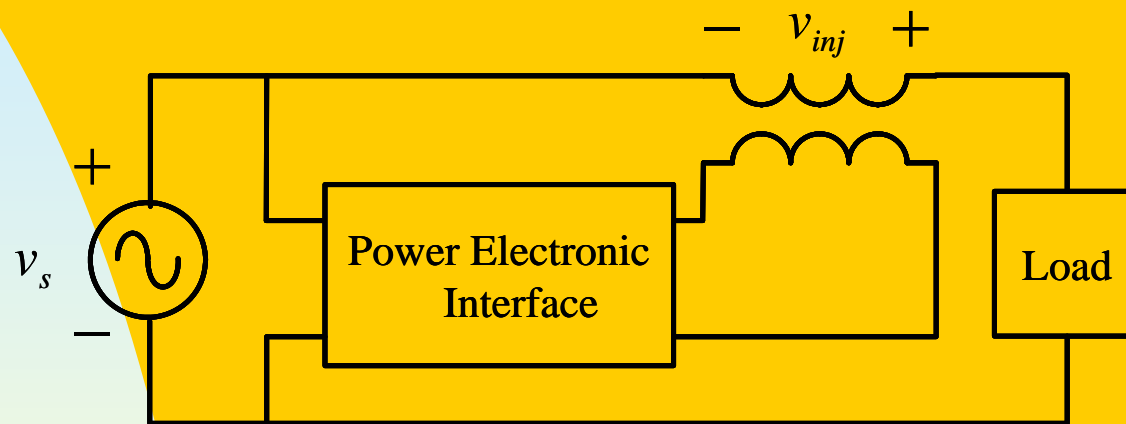 − v_inj +
+
v_s
−
Power Electronic
Interface
Load